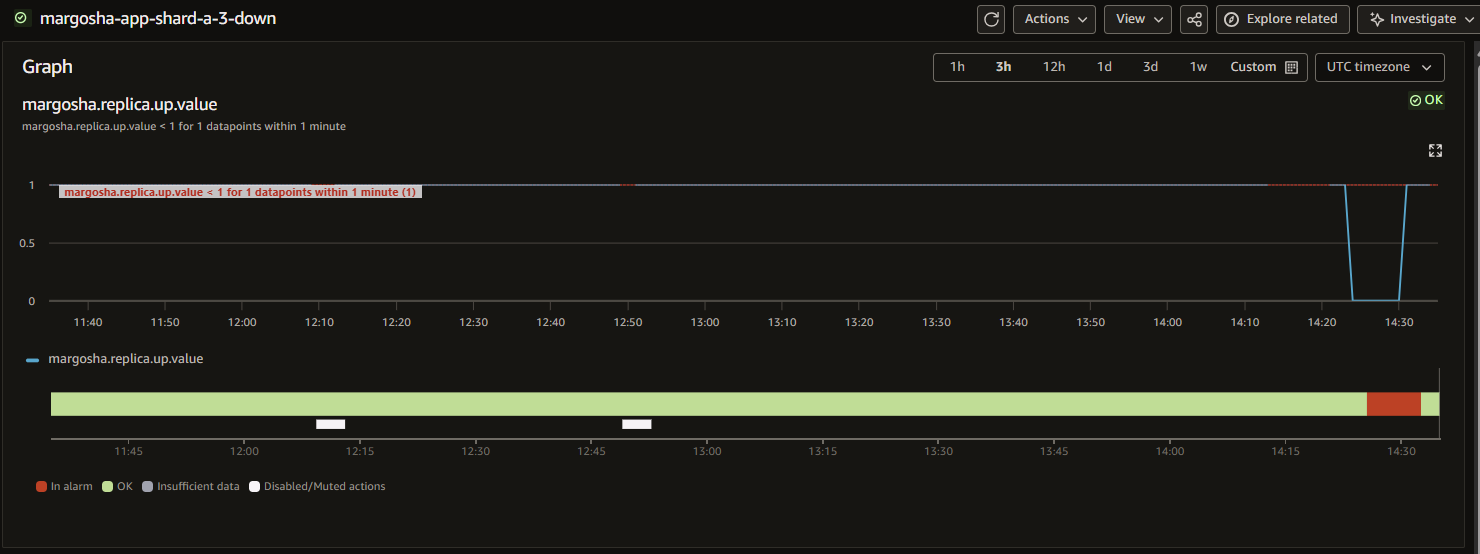 margosha-app-shard-a-3-down
Actions View Explore related Investigate
Graph
1h 3h 12h 1d 3d 1w Custom UTC timezone
margosha.replica.up.value
OK
margosha.replica.up.value < 1 for 1 datapoints within 1 minute
1
margosha.replica.up.value < 1 for 1 datapoints within 1 minute (1)
0.5
0
11:40 11:50 12:00 12:10 12:20 12:30 12:40 12:50 13:00 13:10 13:20 13:30 13:40 13:50 14:00 14:10 14:20 14:30
margosha.replica.up.value
11:45 12:00 12:15 12:30 12:45 13:00 13:15 13:30 13:45 14:00 14:15 14:30
In alarm OK Insufficient data Disabled/Muted actions